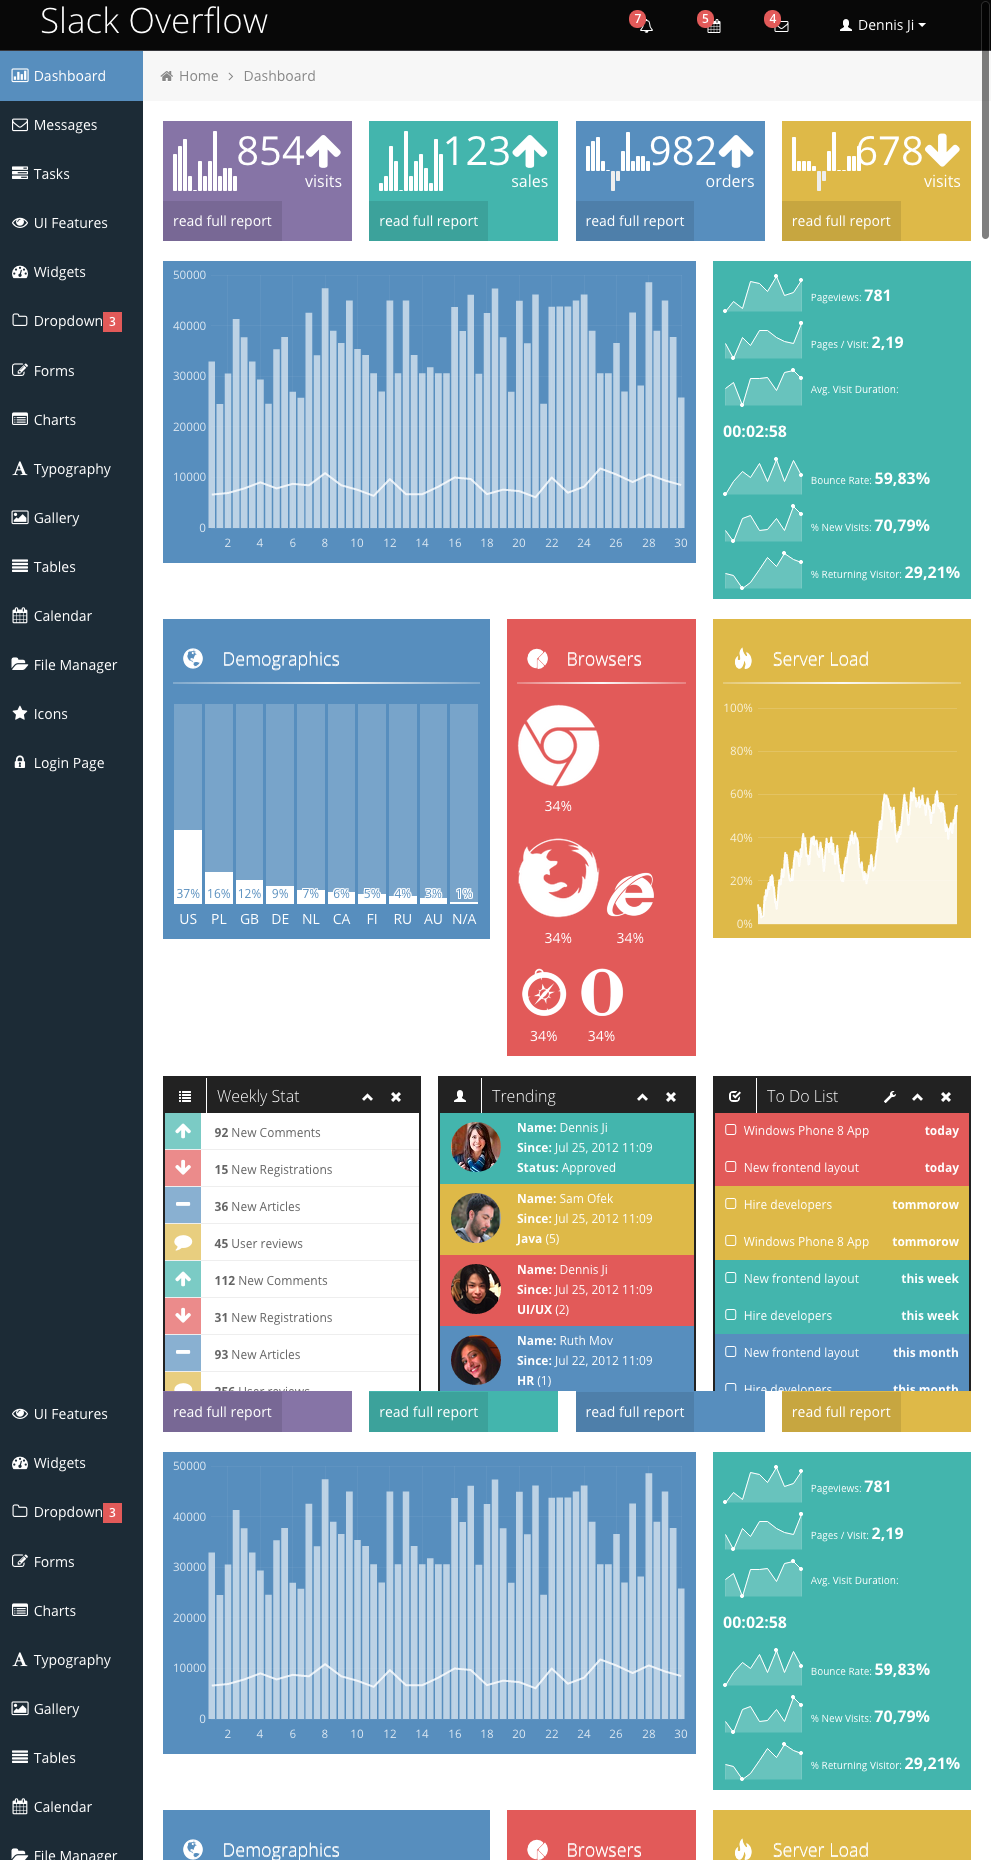 Slack Overflow
7
5
4
Dennis Ji
Dashboard
Messages
Tasks
UI Features
Widgets
Dropdown 3
Forms
Charts
Typography
Gallery
Tables
Calendar
File Manager
Icons
Login Page
Home > Dashboard
854
visits
read full report
123
sales
read full report
982
orders
read full report
678
visits
read full report
50000
40000
30000
20000
10000
0
2 4 6 8 10 12 14 16 18 20 22 24 26 28 30
Pageviews: 781
Pages / Visit: 2,19
Avg. Visit Duration:
00:02:58
Bounce Rate: 59,83%
% New Visits: 70,79%
% Returning Visitor: 29,21%
Demographics
37% 16% 12% 9% 7% 6% 5% 4% 3% 1%
US PL GB DE NL CA FI RU AU N/A
Browsers
34%
34% 34%
34% 34%
Server Load
100%
80%
60%
40%
20%
0%
Weekly Stat
92 New Comments
15 New Registrations
36 New Articles
45 User reviews
112 New Comments
31 New Registrations
93 New Articles
256 User reviews
Trending
Name: Dennis Ji
Since: Jul 25, 2012 11:09
Status: Approved
Name: Sam Ofek
Since: Jul 25, 2012 11:09
Java (5)
Name: Dennis Ji
Since: Jul 25, 2012 11:09
UI/UX (2)
Name: Ruth Mov
Since: Jul 22, 2012 11:09
HR (1)
To Do List
Windows Phone 8 App today
New frontend layout today
Hire developers tommorow
Windows Phone 8 App tommorow
New frontend layout this week
Hire developers this week
New frontend layout this month
Hire developers this month
UI Features
Widgets
Dropdown 3
Forms
Charts
Typography
Gallery
Tables
Calendar
File Manager
read full report
read full report
read full report
read full report
50000
40000
30000
20000
10000
0
2 4 6 8 10 12 14 16 18 20 22 24 26 28 30
Pageviews: 781
Pages / Visit: 2,19
Avg. Visit Duration:
00:02:58
Bounce Rate: 59,83%
% New Visits: 70,79%
% Returning Visitor: 29,21%
Demographics
Browsers
Server Load